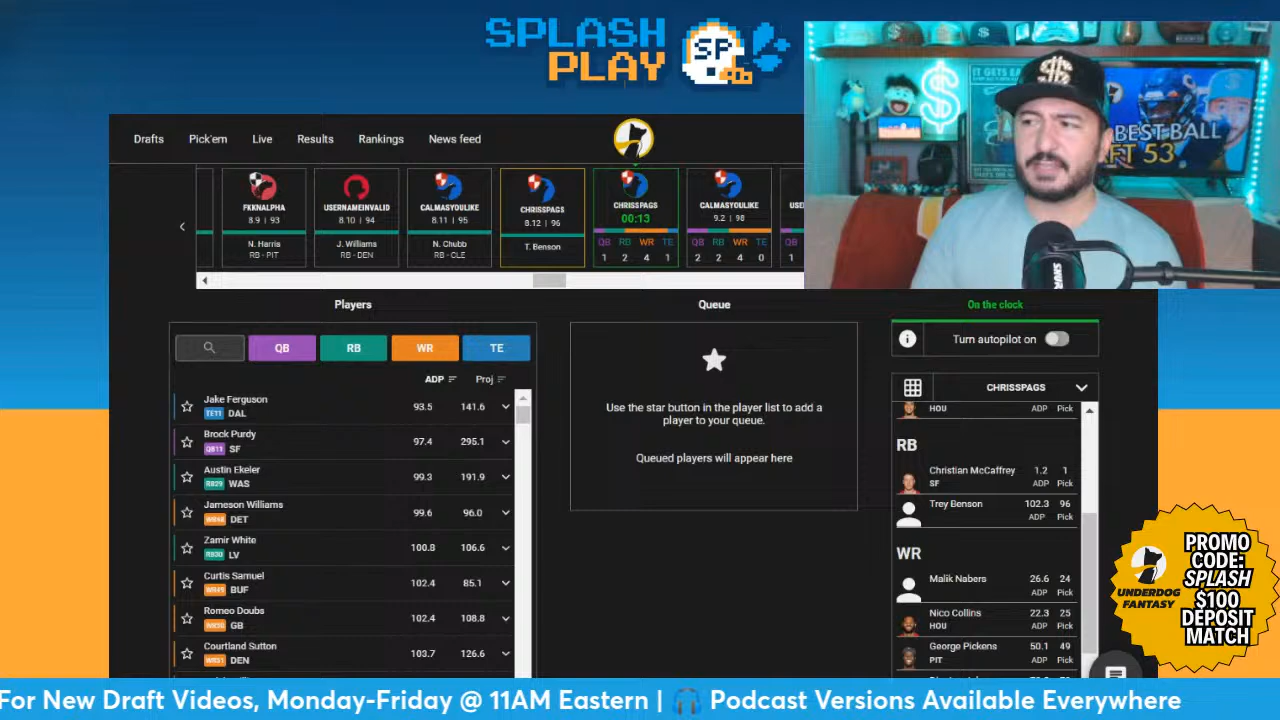 SPLASH
PLAY
SP
IT GETS
BEST BALL
FT 53
Drafts Pick'em Live Results Rankings News feed
FKKNALPHA
8.9 | 93
N. Harris
RB - PIT
USERNAMEINVALID
8.10 | 94
J. Williams
RB - DEN
CALMASYOULIKE
8.11 | 95
N. Chubb
RB - CLE
CHRISSPAGS
8.12 | 96
T. Benson
CHRISSPAGS
00:13
QB RB WR TE
1 2 4 1
CALMASYOULIKE
9.2 | 98
QB RB WR TE
2 2 4 0
QB
1
Players
QB RB WR TE
ADP Proj
Jake Ferguson
TE11 DAL 93.5 141.6
Brock Purdy
QB11 SF 97.4 295.1
Austin Ekeler
RB29 WAS 99.3 191.9
Jameson Williams
DET 99.6 96.0
Zamir White
RB30 LV 100.8 106.6
Curtis Samuel
BUF 102.4 85.1
Romeo Doubs
GB 102.4 108.8
Courtland Sutton
DEN 103.7 126.6
Queue
Use the star button in the player list to add a
player to your queue.
Queued players will appear here
On the clock
Turn autopilot on
CHRISSPAGS
HOU ADP Pick
RB
Christian McCaffrey 1.2 1
SF ADP Pick
Trey Benson 102.3 96
ADP Pick
WR
Malik Nabers 26.6 24
ADP Pick
Nico Collins 22.3 25
HOU ADP Pick
George Pickens 50.1 49
PIT ADP Pick
UNDERDOG
FANTASY
PROMO
CODE:
SPLASH
$100
DEPOSIT
MATCH
For New Draft Videos, Monday-Friday @ 11AM Eastern | 🎧 Podcast Versions Available Everywhere